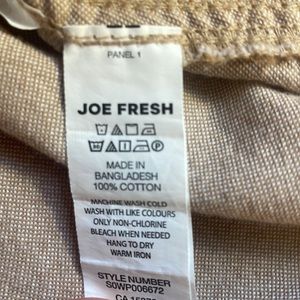 PANEL 1
JOE FRESH
MADE IN
BANGLADESH
100% COTTON
MACHINE WASH COLD
WASH WITH LIKE COLOURS
ONLY NON-CHLORINE
BLEACH WHEN NEEDED
HANG TO DRY
WARM IRON
STYLE NUMBER
S0WP006672